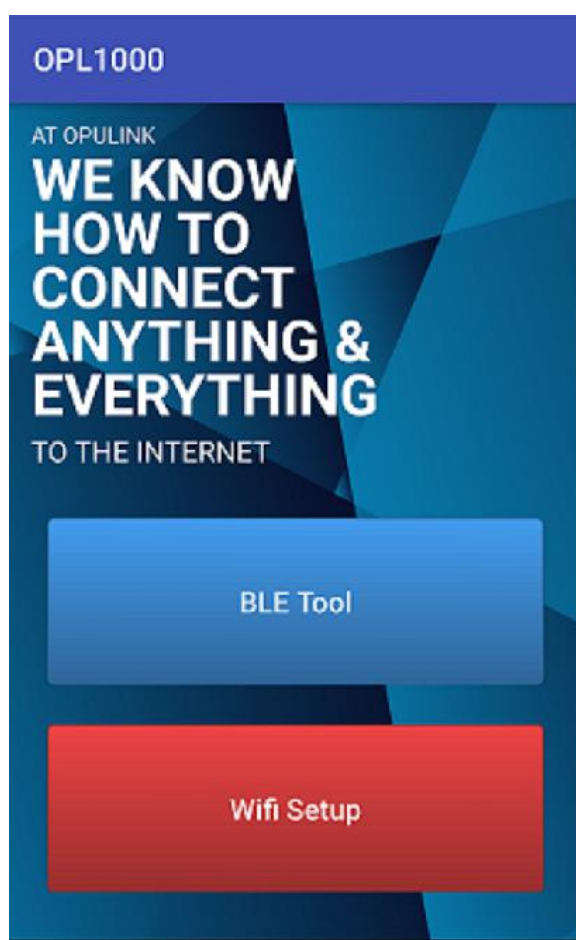 OPL1000
AT OPULINK
WE KNOW
HOW TO
CONNECT
ANYTHING &
EVERYTHING
TO THE INTERNET
BLE Tool
Wifi Setup